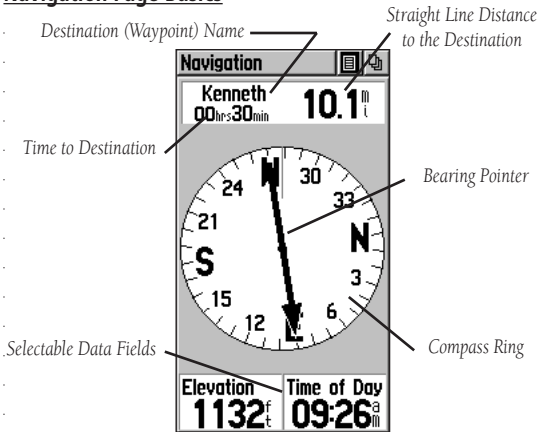 Navigation Page Basics
Straight Line Distance
to the Destination
Destination (Waypoint) Name
Navigation
Kenneth
00hrs30min
10.1mi
Time to Destination
Bearing Pointer
24
30
33
21
N
S
3
15
12
6
Compass Ring
Selectable Data Fields
Elevation
1132ft
Time of Day
09:26am